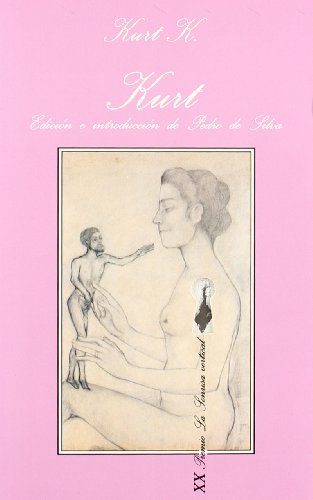 Kurt K.
Kurt
Edición e introducción de Pedro de Silva
XX Premio La Sonrisa vertical